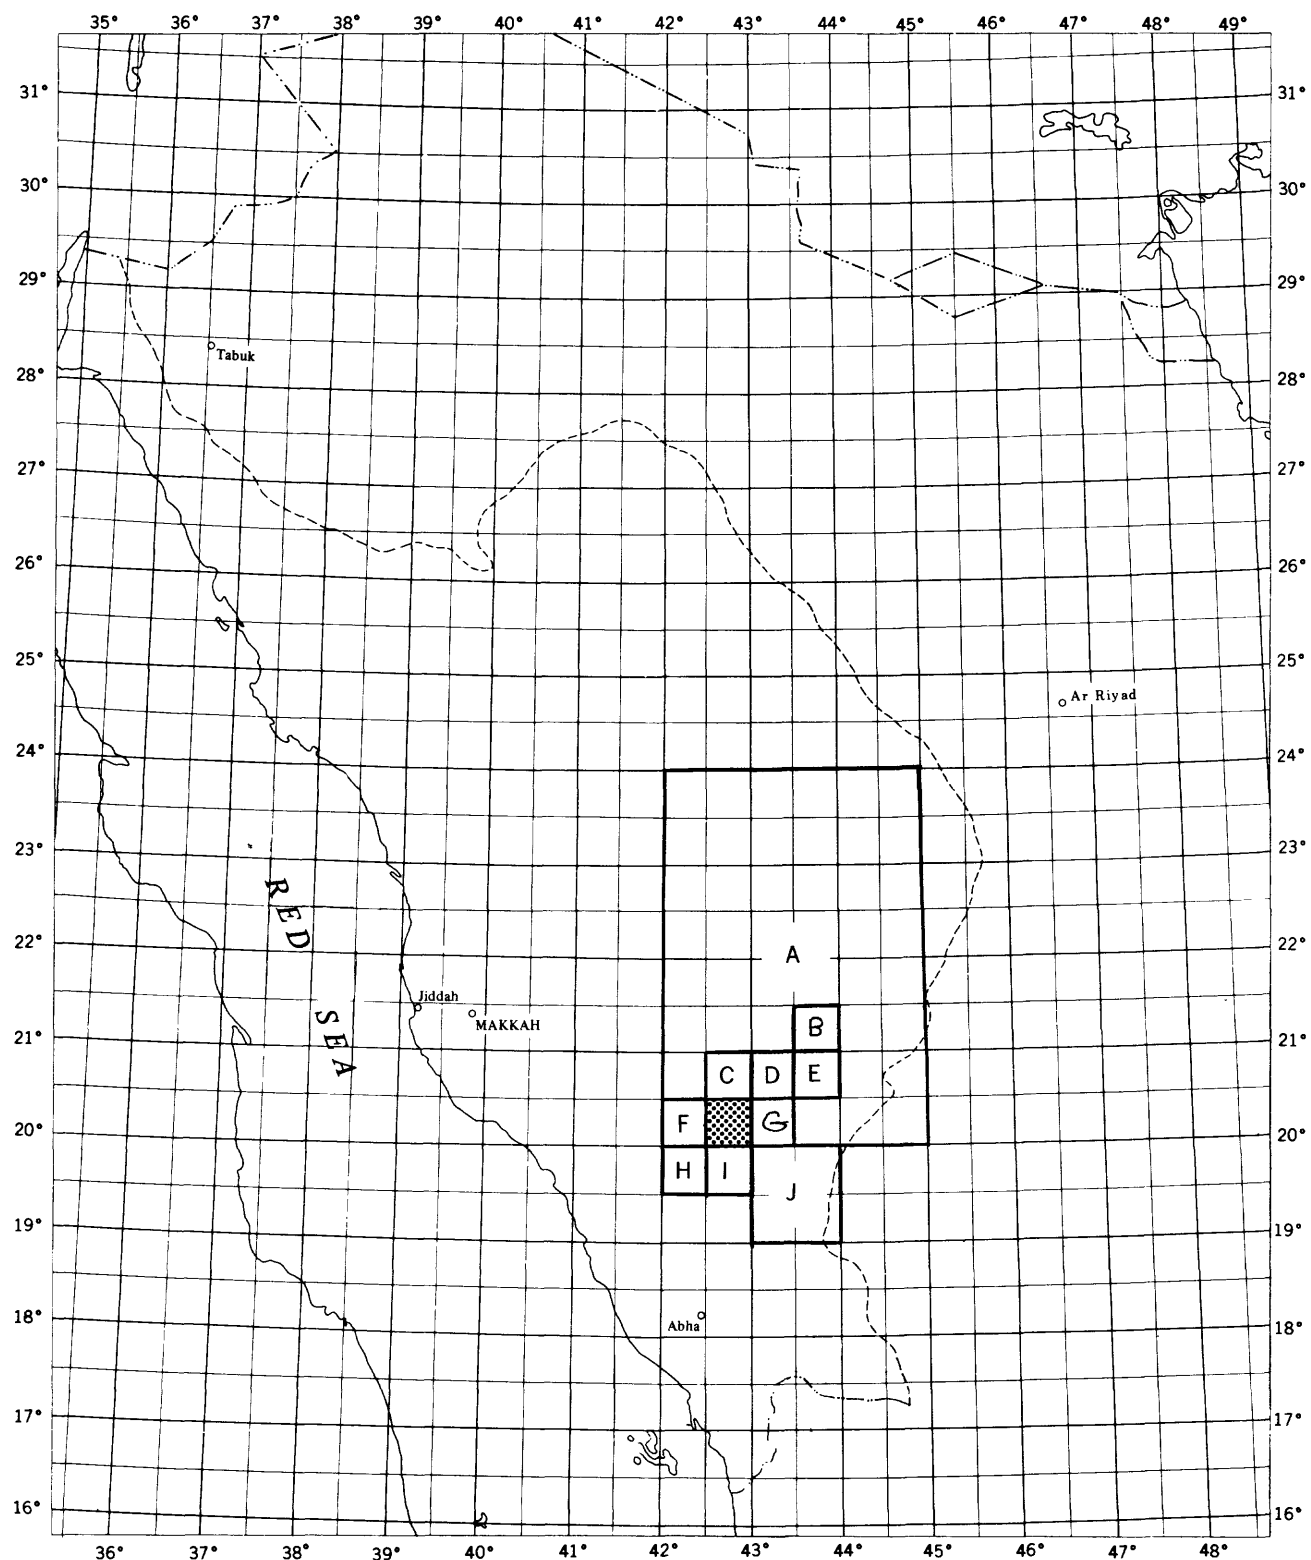 35° 36° 37° 38° 39° 40° 41° 42° 43° 44° 45° 46° 47° 48° 49°
31° 31°
30° 30°
29° 29°
Tabuk
28° 28°
27° 27°
26° 26°
25° 25°
Ar Riyad
24° 24°
23° 23°
RED
22° 22°
A
Jiddah
SEA
MAKKAH
B
21° 21°
C D E
F G
20° 20°
H I
J
19° 19°
18° 18°
Abha
17° 17°
16° 16°
36° 37° 38° 39° 40° 41° 42° 43° 44° 45° 46° 47° 48°